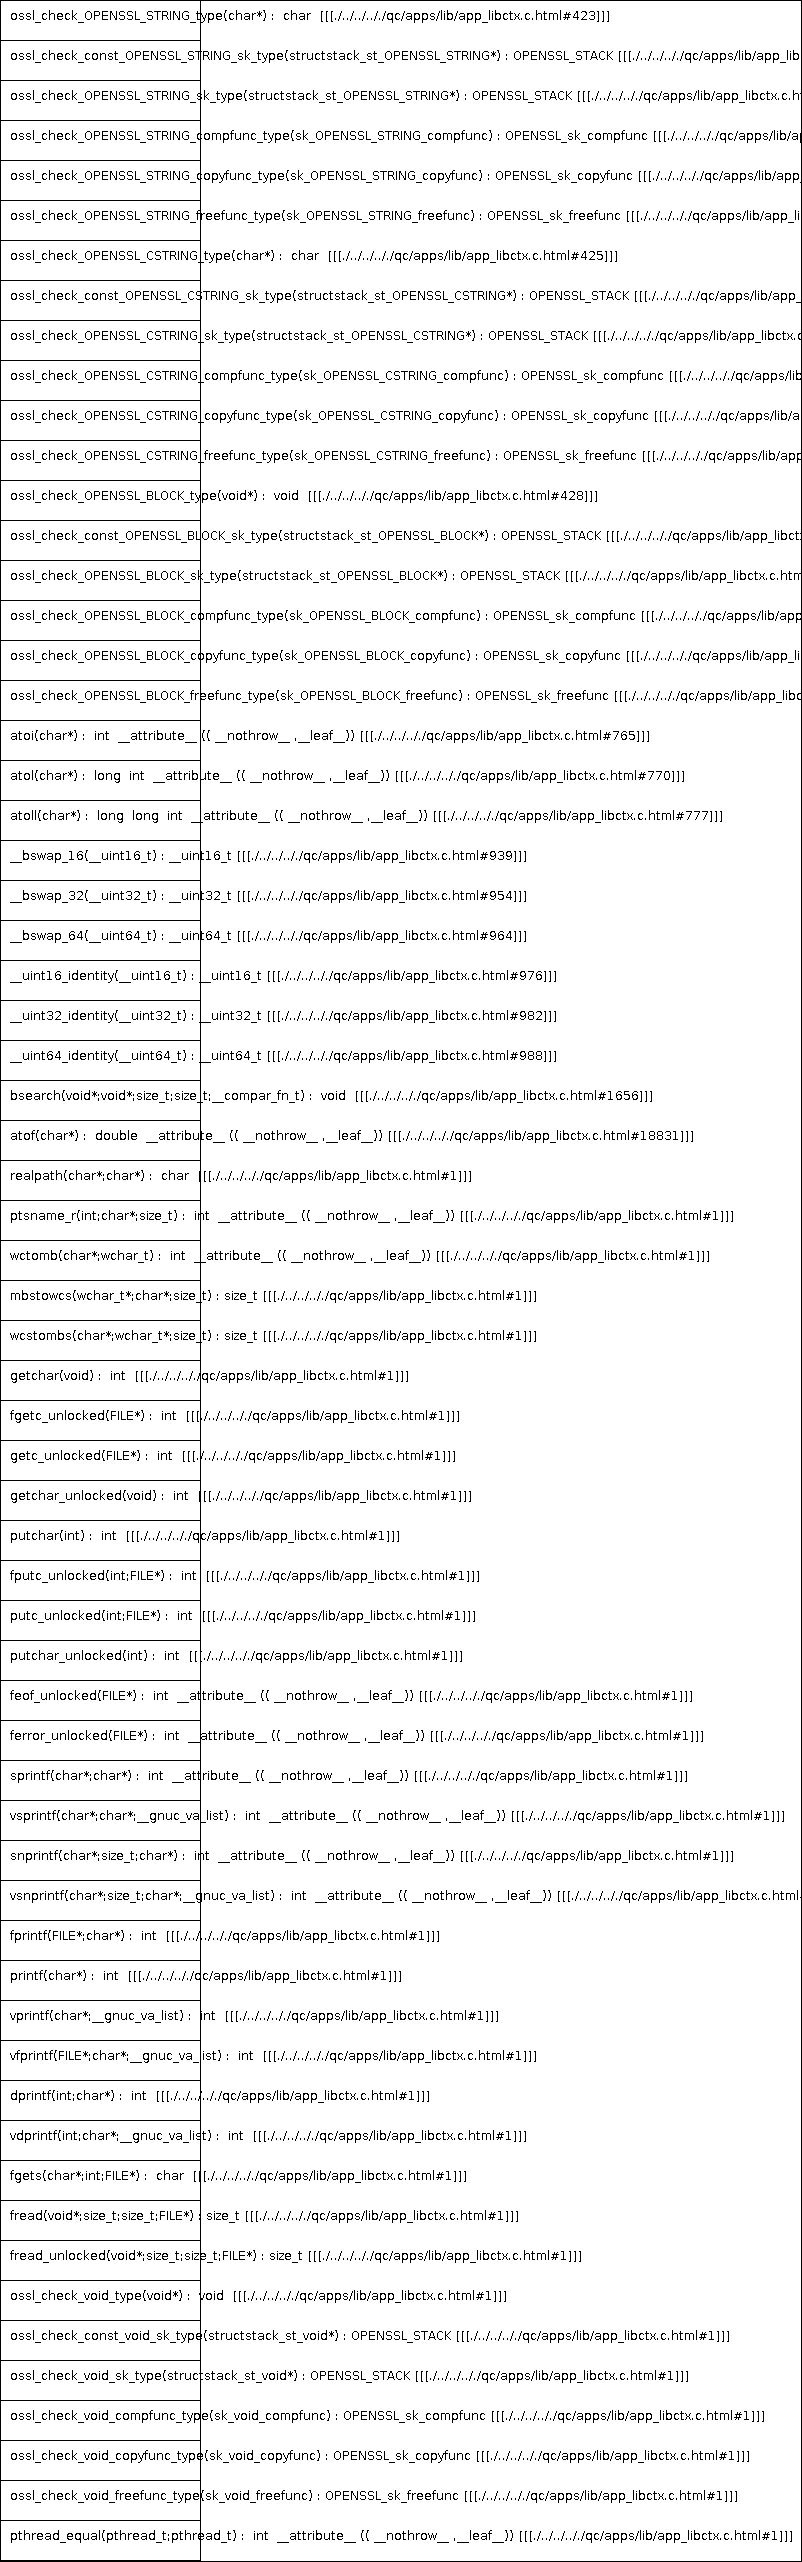 ossl_check_OPENSSL_STRING_type(char*) :  char  [[[./../../../../qc/apps/lib/app_libctx.c.html#423]]]
ossl_check_const_OPENSSL_STRING_sk_type(structstack_st_OPENSSL_STRING*) : OPENSSL_STACK [[[./../../../../qc/apps/lib/app_lib
ossl_check_OPENSSL_STRING_sk_type(structstack_st_OPENSSL_STRING*) : OPENSSL_STACK [[[./../../../../qc/apps/lib/app_libctx.c.ht
ossl_check_OPENSSL_STRING_compfunc_type(sk_OPENSSL_STRING_compfunc) : OPENSSL_sk_compfunc [[[./../../../../qc/apps/lib/ap
ossl_check_OPENSSL_STRING_copyfunc_type(sk_OPENSSL_STRING_copyfunc) : OPENSSL_sk_copyfunc [[[./../../../../qc/apps/lib/app_
ossl_check_OPENSSL_STRING_freefunc_type(sk_OPENSSL_STRING_freefunc) : OPENSSL_sk_freefunc [[[./../../../../qc/apps/lib/app_li
ossl_check_OPENSSL_CSTRING_type(char*) :  char  [[[./../../../../qc/apps/lib/app_libctx.c.html#425]]]
ossl_check_const_OPENSSL_CSTRING_sk_type(structstack_st_OPENSSL_CSTRING*) : OPENSSL_STACK [[[./../../../../qc/apps/lib/app_
ossl_check_OPENSSL_CSTRING_sk_type(structstack_st_OPENSSL_CSTRING*) : OPENSSL_STACK [[[./../../../../qc/apps/lib/app_libctx.c
ossl_check_OPENSSL_CSTRING_compfunc_type(sk_OPENSSL_CSTRING_compfunc) : OPENSSL_sk_compfunc [[[./../../../../qc/apps/lib
ossl_check_OPENSSL_CSTRING_copyfunc_type(sk_OPENSSL_CSTRING_copyfunc) : OPENSSL_sk_copyfunc [[[./../../../../qc/apps/lib/a
ossl_check_OPENSSL_CSTRING_freefunc_type(sk_OPENSSL_CSTRING_freefunc) : OPENSSL_sk_freefunc [[[./../../../../qc/apps/lib/app
ossl_check_OPENSSL_BLOCK_type(void*) :  void  [[[./../../../../qc/apps/lib/app_libctx.c.html#428]]]
ossl_check_const_OPENSSL_BLOCK_sk_type(structstack_st_OPENSSL_BLOCK*) : OPENSSL_STACK [[[./../../../../qc/apps/lib/app_libct
ossl_check_OPENSSL_BLOCK_sk_type(structstack_st_OPENSSL_BLOCK*) : OPENSSL_STACK [[[./../../../../qc/apps/lib/app_libctx.c.htm
ossl_check_OPENSSL_BLOCK_compfunc_type(sk_OPENSSL_BLOCK_compfunc) : OPENSSL_sk_compfunc [[[./../../../../qc/apps/lib/app
ossl_check_OPENSSL_BLOCK_copyfunc_type(sk_OPENSSL_BLOCK_copyfunc) : OPENSSL_sk_copyfunc [[[./../../../../qc/apps/lib/app_li
ossl_check_OPENSSL_BLOCK_freefunc_type(sk_OPENSSL_BLOCK_freefunc) : OPENSSL_sk_freefunc [[[./../../../../qc/apps/lib/app_libc
atoi(char*) :  int  __attribute__ (( __nothrow__ ,__leaf__)) [[[./../../../../qc/apps/lib/app_libctx.c.html#765]]]
atol(char*) :  long  int  __attribute__ (( __nothrow__ ,__leaf__)) [[[./../../../../qc/apps/lib/app_libctx.c.html#770]]]
atoll(char*) :  long  long  int  __attribute__ (( __nothrow__ ,__leaf__)) [[[./../../../../qc/apps/lib/app_libctx.c.html#777]]]
__bswap_16(__uint16_t) : __uint16_t [[[./../../../../qc/apps/lib/app_libctx.c.html#939]]]
__bswap_32(__uint32_t) : __uint32_t [[[./../../../../qc/apps/lib/app_libctx.c.html#954]]]
__bswap_64(__uint64_t) : __uint64_t [[[./../../../../qc/apps/lib/app_libctx.c.html#964]]]
__uint16_identity(__uint16_t) : __uint16_t [[[./../../../../qc/apps/lib/app_libctx.c.html#976]]]
__uint32_identity(__uint32_t) : __uint32_t [[[./../../../../qc/apps/lib/app_libctx.c.html#982]]]
__uint64_identity(__uint64_t) : __uint64_t [[[./../../../../qc/apps/lib/app_libctx.c.html#988]]]
bsearch(void*;void*;size_t;size_t;__compar_fn_t) :  void  [[[./../../../../qc/apps/lib/app_libctx.c.html#1656]]]
atof(char*) :  double  __attribute__ (( __nothrow__ ,__leaf__)) [[[./../../../../qc/apps/lib/app_libctx.c.html#18831]]]
realpath(char*;char*) :  char  [[[./../../../../qc/apps/lib/app_libctx.c.html#1]]]
ptsname_r(int;char*;size_t) :  int  __attribute__ (( __nothrow__ ,__leaf__)) [[[./../../../../qc/apps/lib/app_libctx.c.html#1]]]
wctomb(char*;wchar_t) :  int  __attribute__ (( __nothrow__ ,__leaf__)) [[[./../../../../qc/apps/lib/app_libctx.c.html#1]]]
mbstowcs(wchar_t*;char*;size_t) : size_t [[[./../../../../qc/apps/lib/app_libctx.c.html#1]]]
wcstombs(char*;wchar_t*;size_t) : size_t [[[./../../../../qc/apps/lib/app_libctx.c.html#1]]]
getchar(void) :  int  [[[./../../../../qc/apps/lib/app_libctx.c.html#1]]]
fgetc_unlocked(FILE*) :  int  [[[./../../../../qc/apps/lib/app_libctx.c.html#1]]]
getc_unlocked(FILE*) :  int  [[[./../../../../qc/apps/lib/app_libctx.c.html#1]]]
getchar_unlocked(void) :  int  [[[./../../../../qc/apps/lib/app_libctx.c.html#1]]]
putchar(int) :  int  [[[./../../../../qc/apps/lib/app_libctx.c.html#1]]]
fputc_unlocked(int;FILE*) :  int  [[[./../../../../qc/apps/lib/app_libctx.c.html#1]]]
putc_unlocked(int;FILE*) :  int  [[[./../../../../qc/apps/lib/app_libctx.c.html#1]]]
putchar_unlocked(int) :  int  [[[./../../../../qc/apps/lib/app_libctx.c.html#1]]]
feof_unlocked(FILE*) :  int  __attribute__ (( __nothrow__ ,__leaf__)) [[[./../../../../qc/apps/lib/app_libctx.c.html#1]]]
ferror_unlocked(FILE*) :  int  __attribute__ (( __nothrow__ ,__leaf__)) [[[./../../../../qc/apps/lib/app_libctx.c.html#1]]]
sprintf(char*;char*) :  int  __attribute__ (( __nothrow__ ,__leaf__)) [[[./../../../../qc/apps/lib/app_libctx.c.html#1]]]
vsprintf(char*;char*;__gnuc_va_list) :  int  __attribute__ (( __nothrow__ ,__leaf__)) [[[./../../../../qc/apps/lib/app_libctx.c.html#1]]]
snprintf(char*;size_t;char*) :  int  __attribute__ (( __nothrow__ ,__leaf__)) [[[./../../../../qc/apps/lib/app_libctx.c.html#1]]]
vsnprintf(char*;size_t;char*;__gnuc_va_list) :  int  __attribute__ (( __nothrow__ ,__leaf__)) [[[./../../../../qc/apps/lib/app_libctx.c.html
fprintf(FILE*;char*) :  int  [[[./../../../../qc/apps/lib/app_libctx.c.html#1]]]
printf(char*) :  int  [[[./../../../../qc/apps/lib/app_libctx.c.html#1]]]
vprintf(char*;__gnuc_va_list) :  int  [[[./../../../../qc/apps/lib/app_libctx.c.html#1]]]
vfprintf(FILE*;char*;__gnuc_va_list) :  int  [[[./../../../../qc/apps/lib/app_libctx.c.html#1]]]
dprintf(int;char*) :  int  [[[./../../../../qc/apps/lib/app_libctx.c.html#1]]]
vdprintf(int;char*;__gnuc_va_list) :  int  [[[./../../../../qc/apps/lib/app_libctx.c.html#1]]]
fgets(char*;int;FILE*) :  char  [[[./../../../../qc/apps/lib/app_libctx.c.html#1]]]
fread(void*;size_t;size_t;FILE*) : size_t [[[./../../../../qc/apps/lib/app_libctx.c.html#1]]]
fread_unlocked(void*;size_t;size_t;FILE*) : size_t [[[./../../../../qc/apps/lib/app_libctx.c.html#1]]]
ossl_check_void_type(void*) :  void  [[[./../../../../qc/apps/lib/app_libctx.c.html#1]]]
ossl_check_const_void_sk_type(structstack_st_void*) : OPENSSL_STACK [[[./../../../../qc/apps/lib/app_libctx.c.html#1]]]
ossl_check_void_sk_type(structstack_st_void*) : OPENSSL_STACK [[[./../../../../qc/apps/lib/app_libctx.c.html#1]]]
ossl_check_void_compfunc_type(sk_void_compfunc) : OPENSSL_sk_compfunc [[[./../../../../qc/apps/lib/app_libctx.c.html#1]]]
ossl_check_void_copyfunc_type(sk_void_copyfunc) : OPENSSL_sk_copyfunc [[[./../../../../qc/apps/lib/app_libctx.c.html#1]]]
ossl_check_void_freefunc_type(sk_void_freefunc) : OPENSSL_sk_freefunc [[[./../../../../qc/apps/lib/app_libctx.c.html#1]]]
pthread_equal(pthread_t;pthread_t) :  int  __attribute__ (( __nothrow__ ,__leaf__)) [[[./../../../../qc/apps/lib/app_libctx.c.html#1]]]